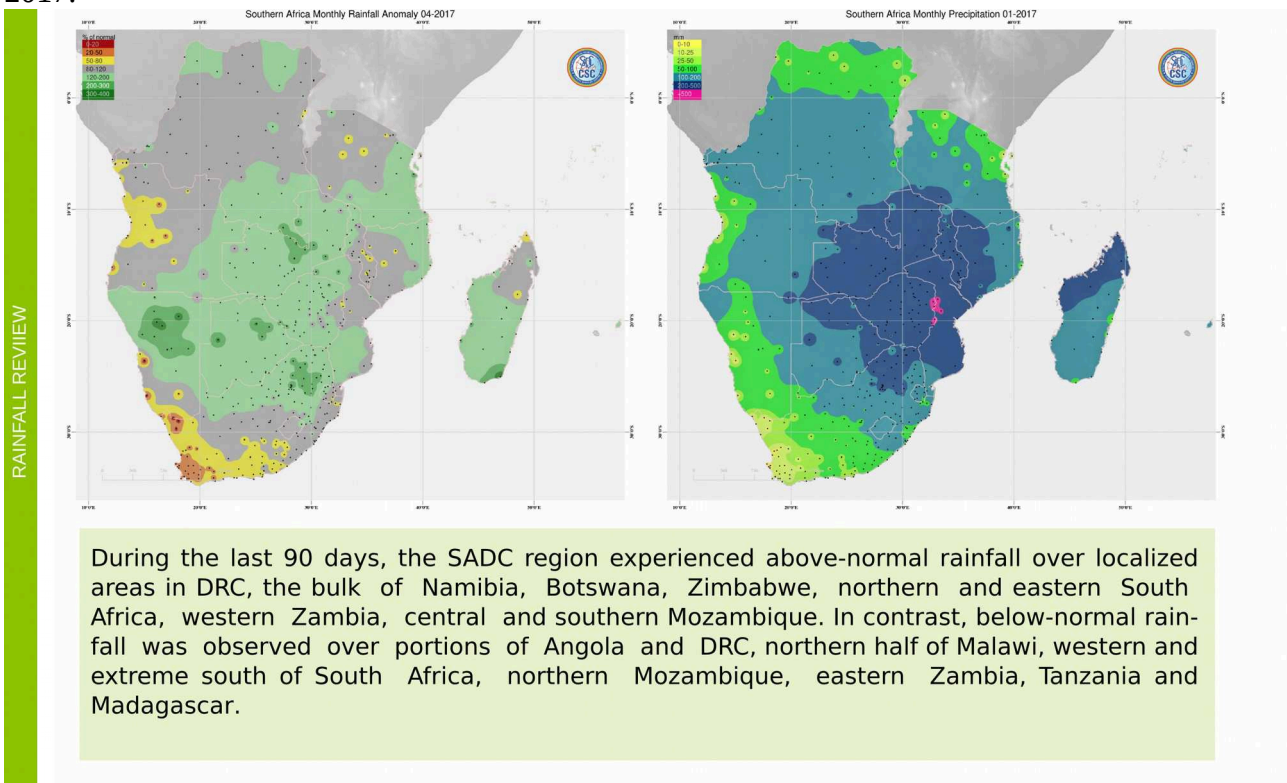 2017.
Southern Africa Monthly Rainfall Anomaly 04-2017
Southern Africa Monthly Precipitation 01-2017
% of normal
0-20
20-50
50-80
80-120
120-200
200-300
300-400
mm
0-10
10-25
25-50
50-100
100-200
200-500
>500
CSC
CSC
RAINFALL REVIIEW
During the last 90 days, the SADC region experienced above-normal rainfall over localized
areas in DRC, the bulk of Namibia, Botswana, Zimbabwe, northern and eastern South
Africa, western Zambia, central and southern Mozambique. In contrast, below-normal rain-
fall was observed over portions of Angola and DRC, northern half of Malawi, western and
extreme south of South Africa, northern Mozambique, eastern Zambia, Tanzania and
Madagascar.